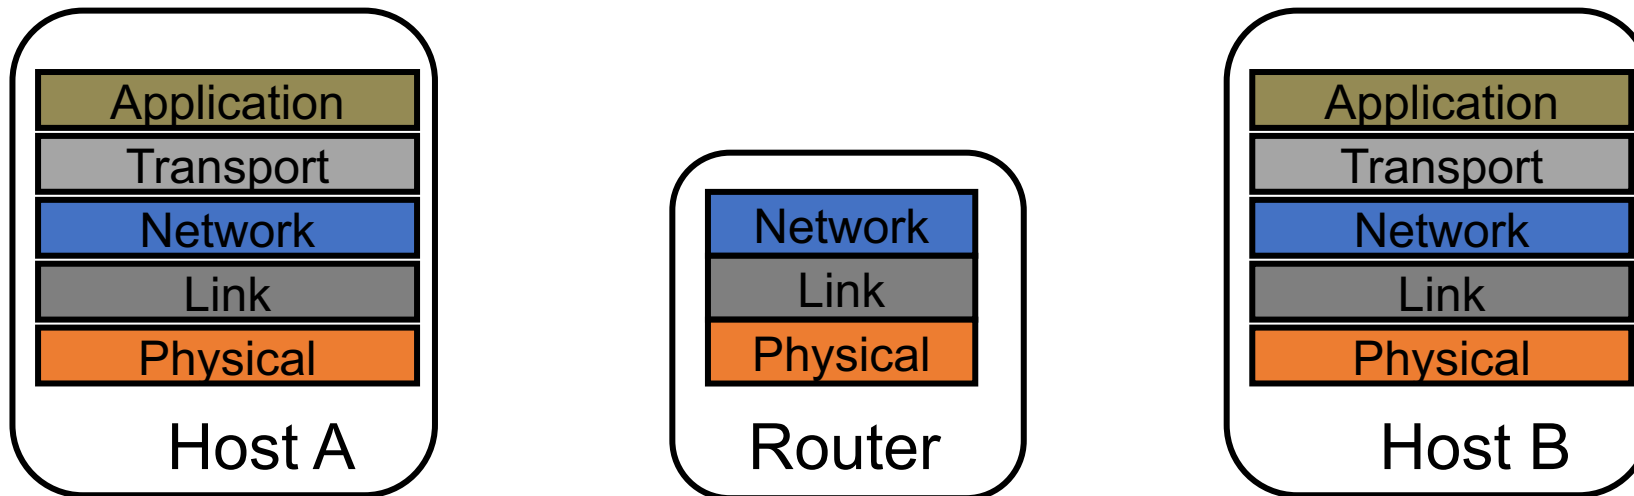 Application
Transport
Network
Link
Physical
Host A
Network
Link
Physical
Router
Application
Transport
Network
Link
Physical
Host B